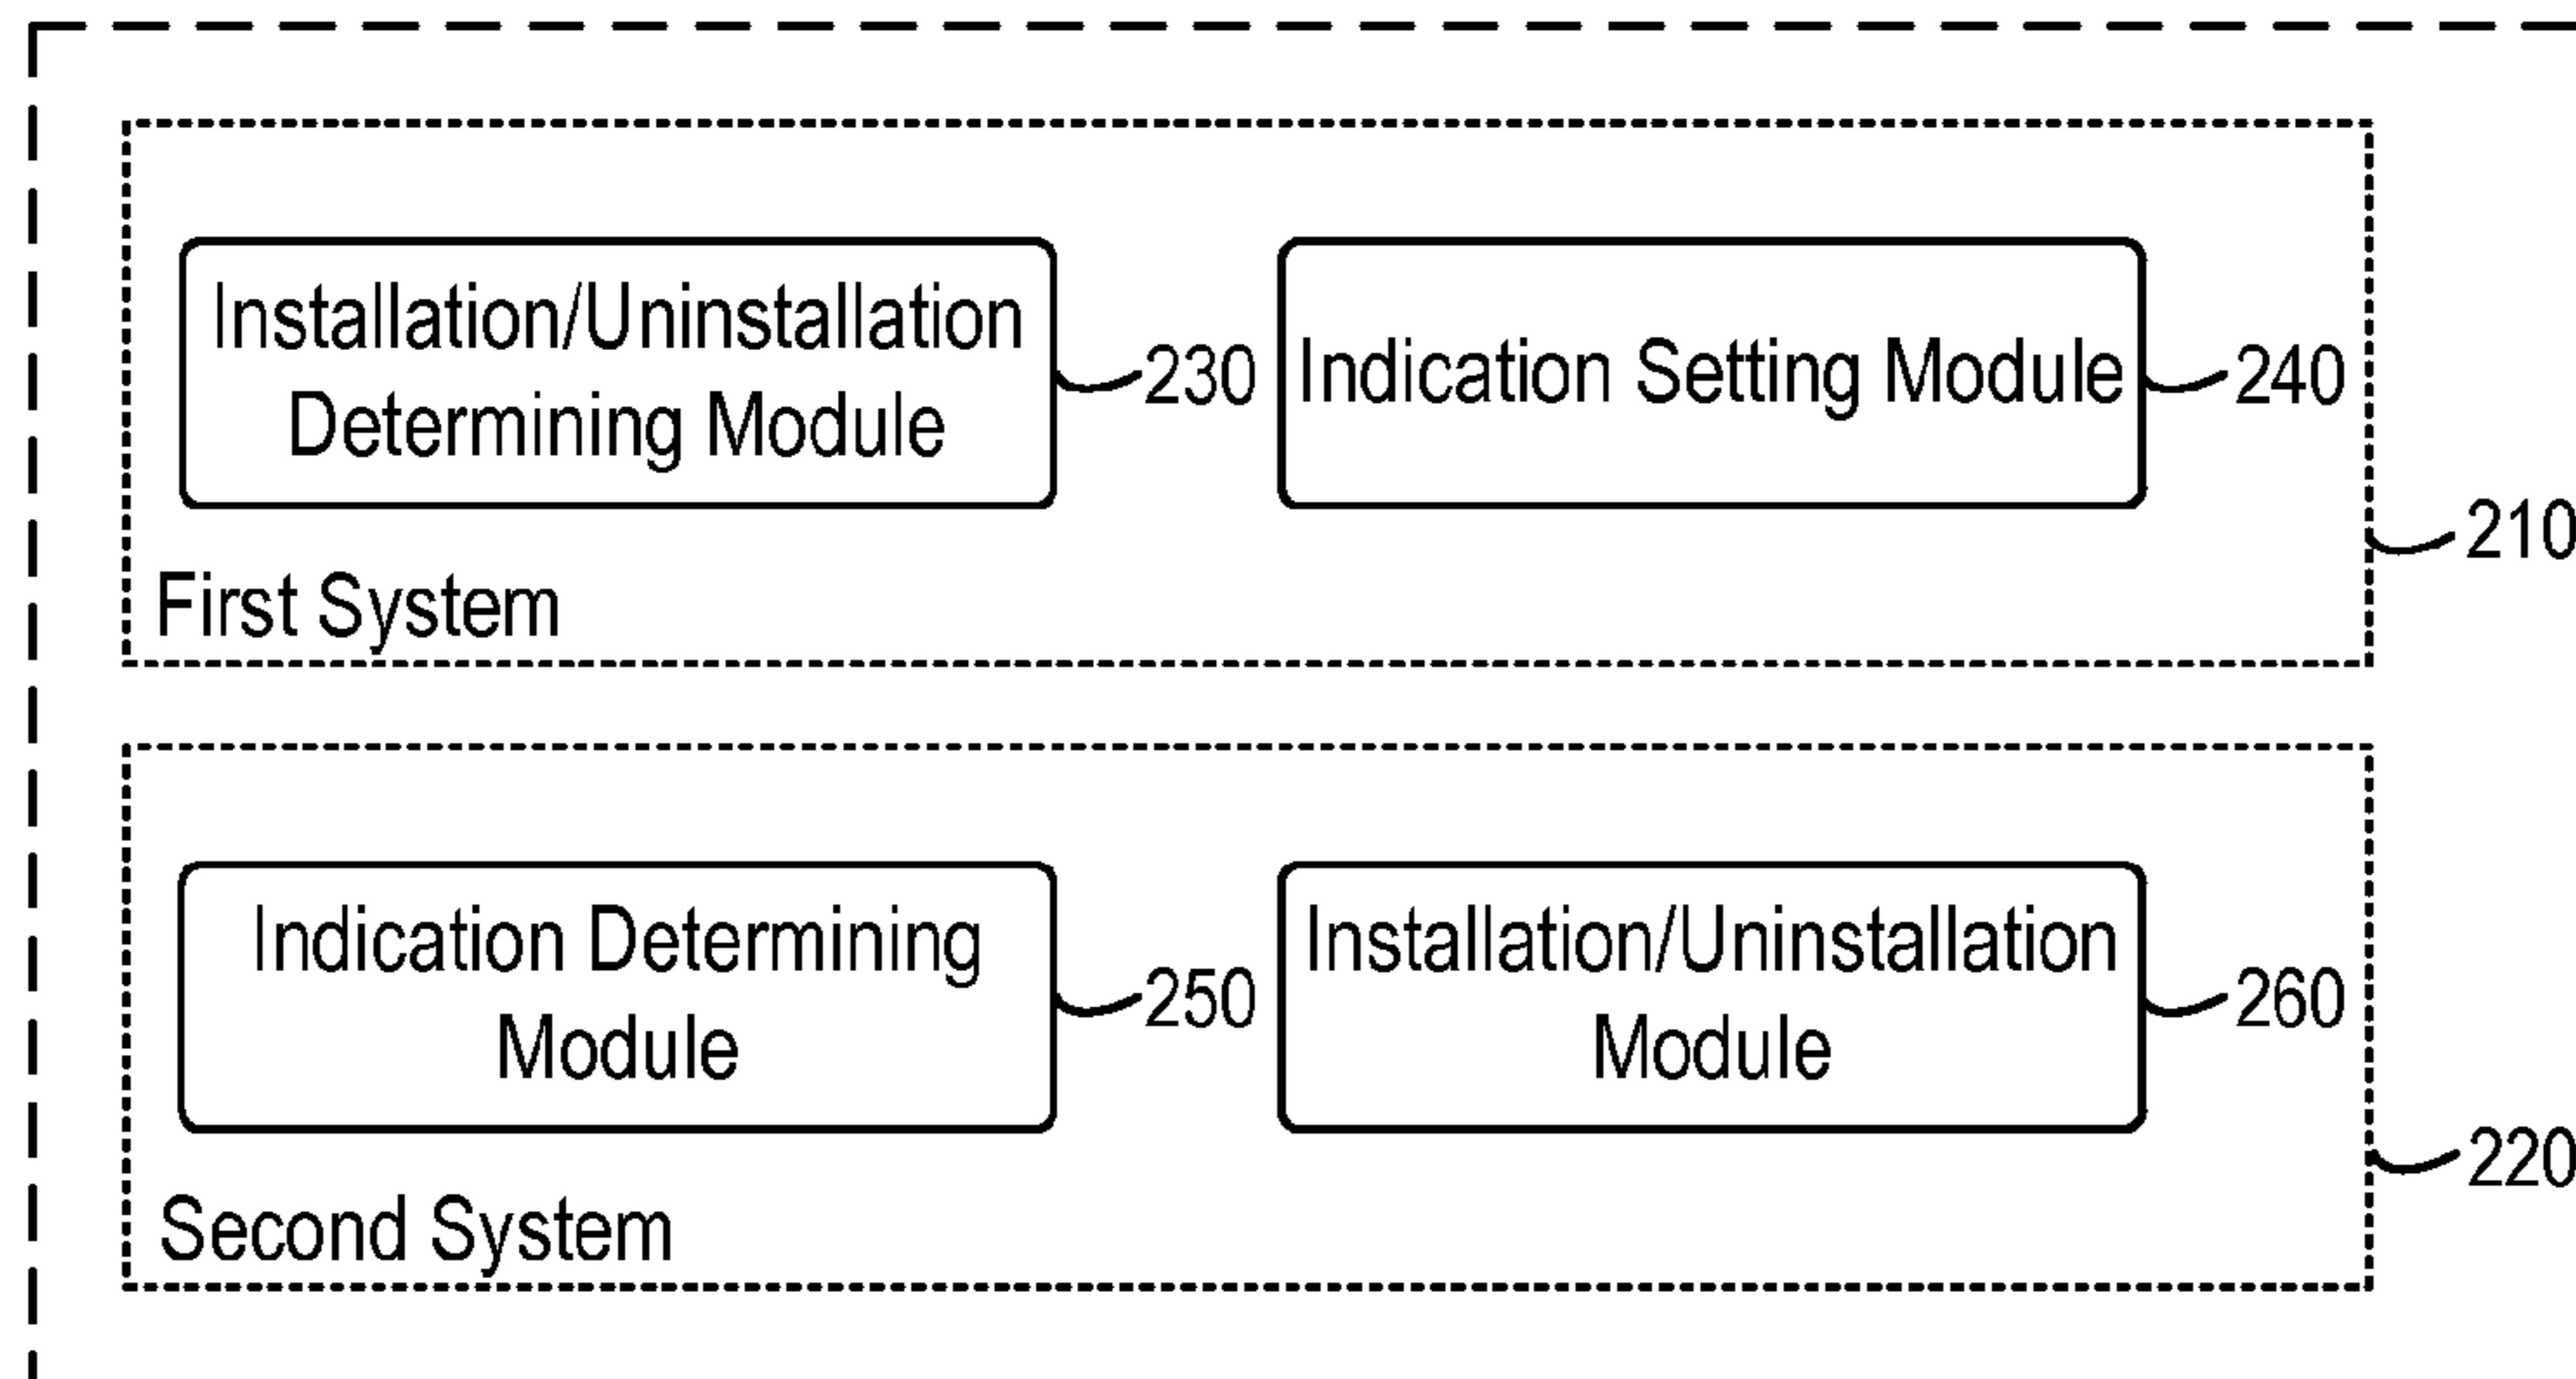 Installation/Uninstallation
Determining Module
230
Indication Setting Module
240
210
First System
Indication Determining
Module
250
Installation/Uninstallation
Module
260
220
Second System